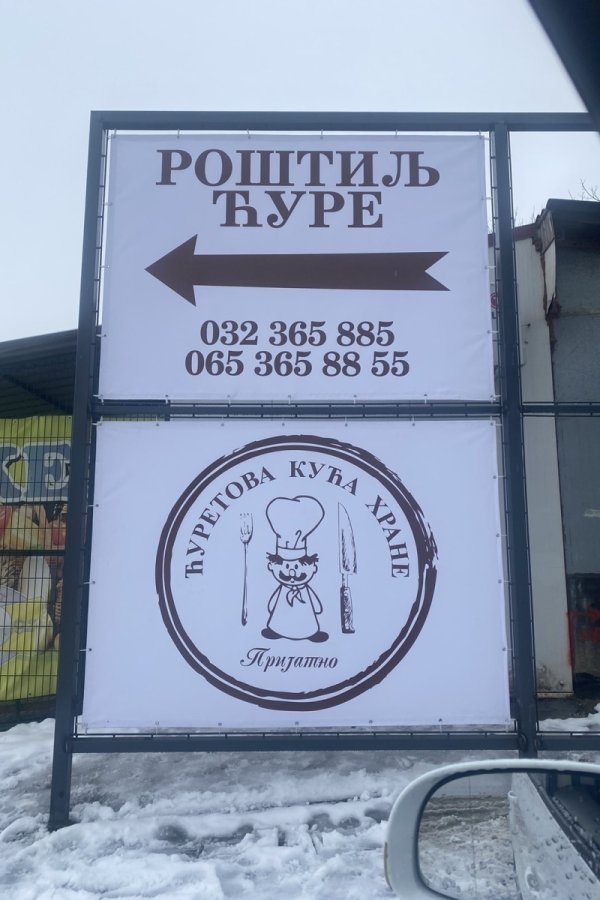 РОШТИЉ
ЋУРЕ
032 365 885
065 365 88 55
ЋУРЕТОВА КУЋА ХРАНЕ
Пријатно